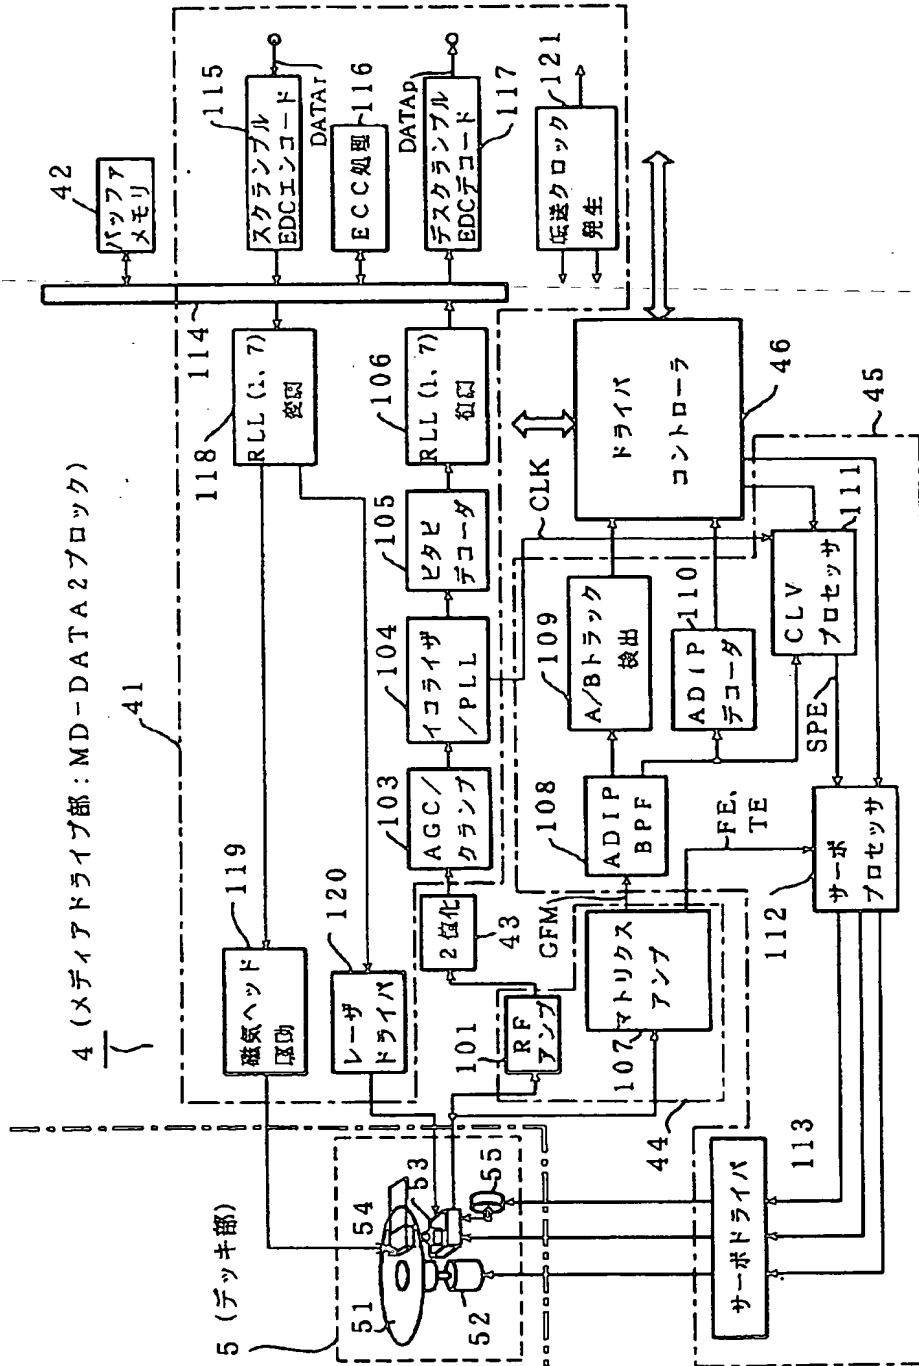 4 (メディアドライブ部:MD-DATA2ブロック)
5 (デッキ部)
41
42
バッファ
メモリ
114
115
スクランブル
EDCエンコード
DATAr
116
ECC処理
DATAp
117
デスクランブル
EDCデコード
121
転送クロック
発生
118
RLL(1、7)
変調
106
RLL(1、7)
復調
105
ビタビ
デコーダ
104
イコライザ
/PLL
103
AGC/
クランプ
43
2値化
119
磁気ヘッド
駆動
120
レーザ
ドライバ
101
RF
アンプ
107
マトリクス
アンプ
44
GFM
108
ADIP
BPF
109
A/Bトラック
検出
110
ADIP
デコーダ
CLK
46
ドライバ
コントローラ
45
111
CLV
プロセッサ
SPE
FE、
TE
112
サーボ
プロセッサ
113
サーボドライバ
51
52
53
54
55